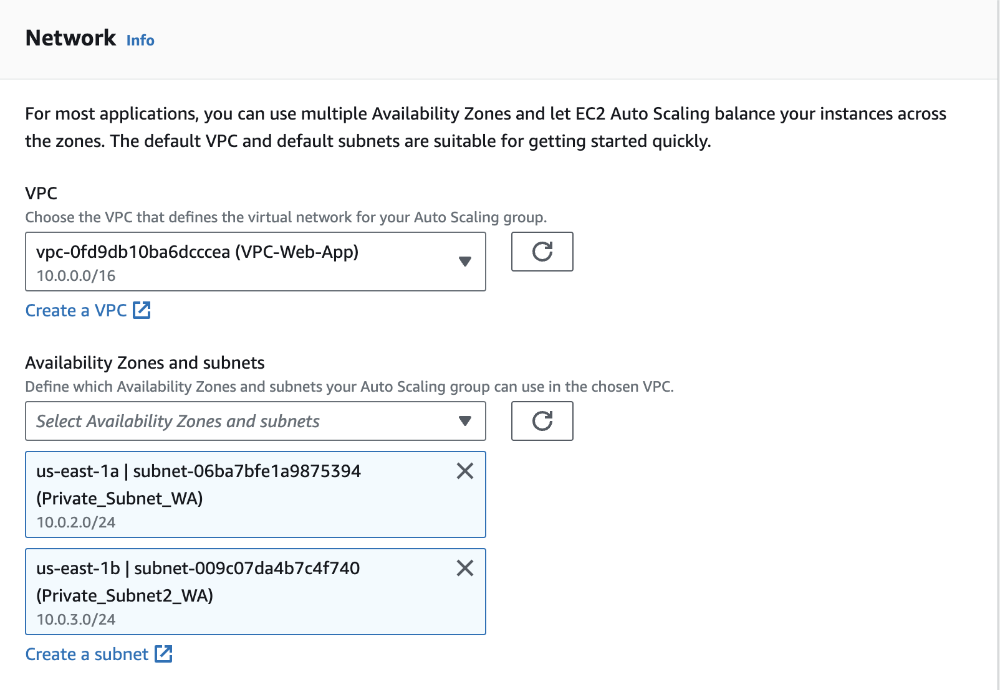 Network Info
For most applications, you can use multiple Availability Zones and let EC2 Auto Scaling balance your instances across
the zones. The default VPC and default subnets are suitable for getting started quickly.
VPC
Choose the VPC that defines the virtual network for your Auto Scaling group.
vpc-0fd9db10ba6dcccea (VPC-Web-App)
10.0.0.0/16
Create a VPC
Availability Zones and subnets
Define which Availability Zones and subnets your Auto Scaling group can use in the chosen VPC.
Select Availability Zones and subnets
us-east-1a | subnet-06ba7bfe1a9875394
(Private_Subnet_WA)
10.0.2.0/24
us-east-1b | subnet-009c07da4b7c4f740
(Private_Subnet2_WA)
10.0.3.0/24
Create a subnet